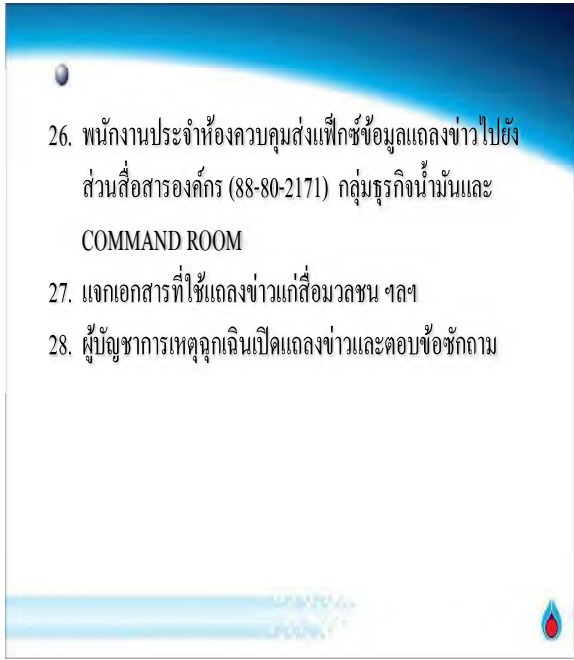 26. พนักงานประจำห้องควบคุมส่งแฟ็กซ์ข้อมูลแถลงข่าวไปยัง
ส่วนสื่อสารองค์กร (88-80-2171) กลุ่มธุรกิจน้ำมันและ
COMMAND ROOM
27. แจกเอกสารที่ใช้แถลงข่าวแก่สื่อมวลชน ฯลฯ
28. ผู้บัญชาการเหตุฉุกเฉินเปิดแถลงข่าวและตอบข้อซักถาม